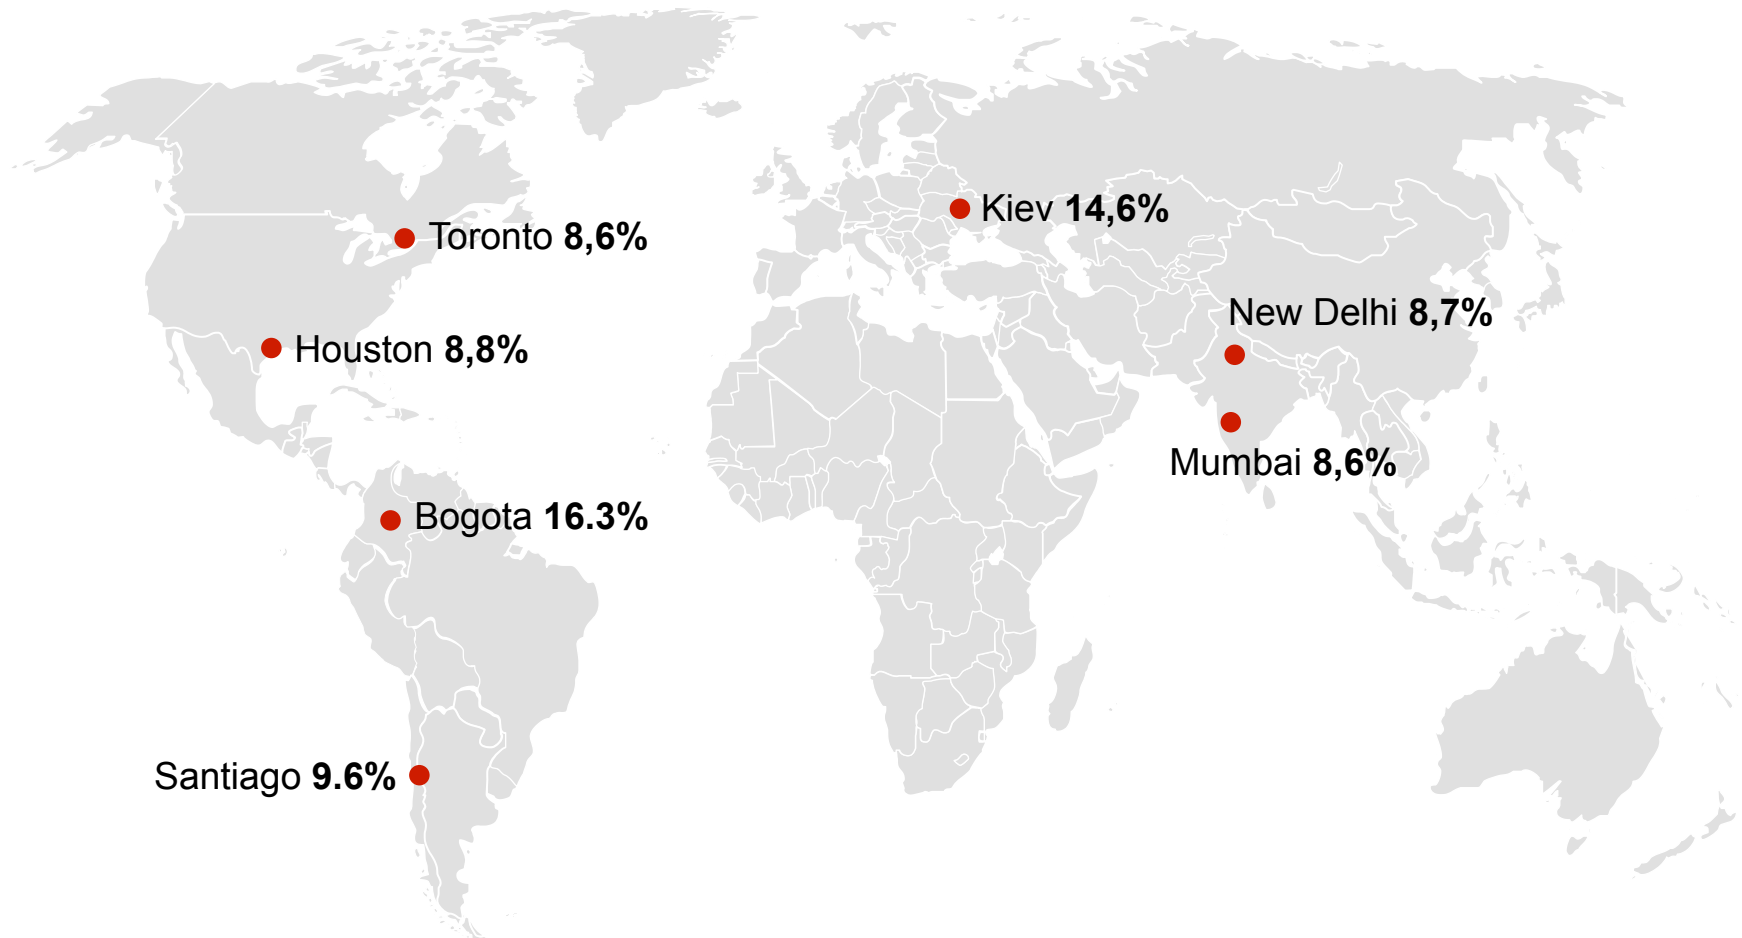 Kiev 14,6%
Toronto 8,6%
New Delhi 8,7%
Houston 8,8%
Mumbai 8,6%
Bogota 16.3%
Santiago 9.6%